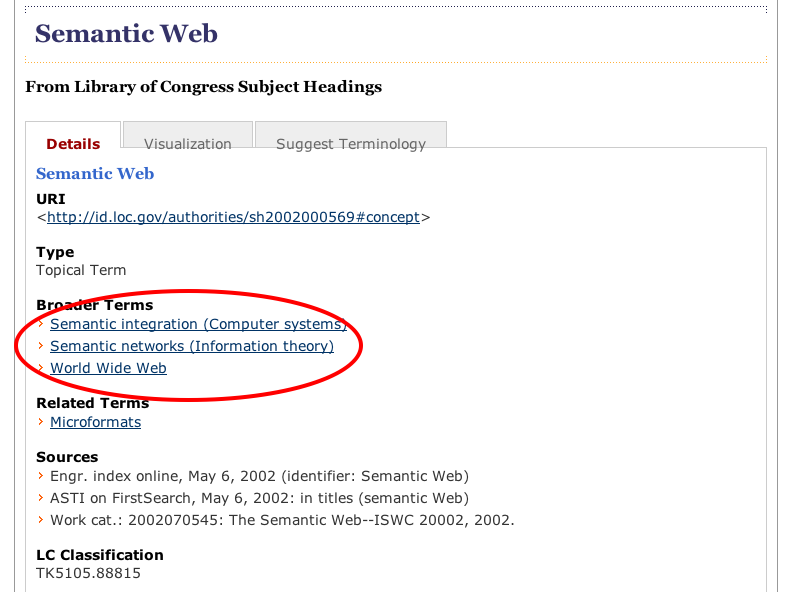 Semantic Web
From Library of Congress Subject Headings
Details Visualization Suggest Terminology
Semantic Web
URI
<http://id.loc.gov/authorities/sh2002000569#concept>
Type
Topical Term
Broader Terms
› Semantic integration (Computer systems)
› Semantic networks (Information theory)
› World Wide Web
Related Terms
› Microformats
Sources
› Engr. index online, May 6, 2002 (identifier: Semantic Web)
› ASTI on FirstSearch, May 6, 2002: in titles (semantic Web)
› Work cat.: 2002070545: The Semantic Web--ISWC 20002, 2002.
LC Classification
TK5105.88815